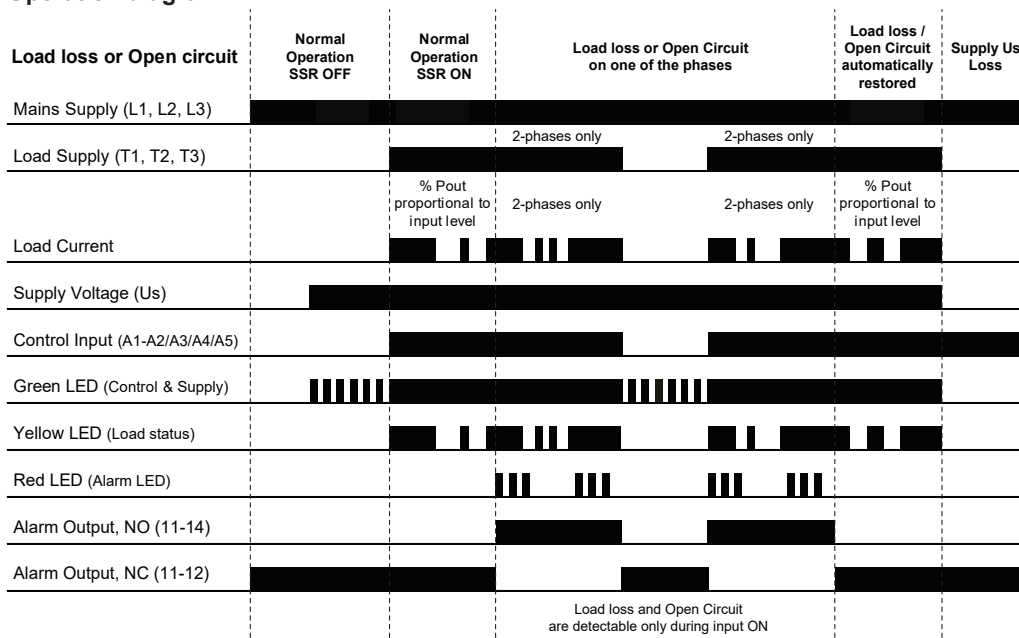 Load loss or Open circuit
Normal
Operation
SSR OFF
Normal
Operation
SSR ON
Load loss or Open Circuit
on one of the phases
Load loss /
Open Circuit
automatically
restored
Supply Us
Loss
Mains Supply (L1, L2, L3)
2-phases only
2-phases only
Load Supply (T1, T2, T3)
% Pout
proportional to
input level
2-phases only
2-phases only
% Pout
proportional to
input level
Load Current
Supply Voltage (Us)
Control Input (A1-A2/A3/A4/A5)
Green LED (Control & Supply)
Yellow LED (Load status)
Red LED (Alarm LED)
Alarm Output, NO (11-14)
Alarm Output, NC (11-12)
Load loss and Open Circuit
are detectable only during input ON